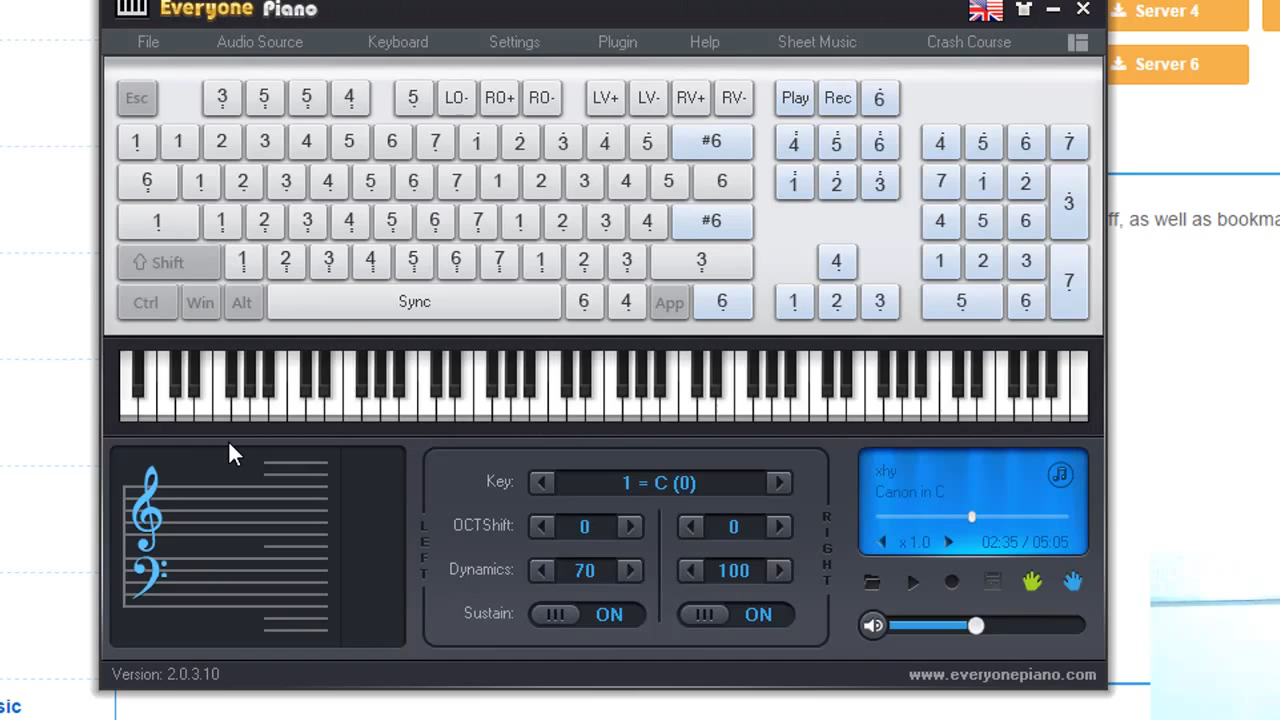 Everyone Piano
Server 4
File Audio Source Keyboard Settings Plugin Help Sheet Music Crash Course
Server 6
Esc 3 5 5 4 5 LO- RO+ RO- LV+ LV- RV+ RV- Play Rec 6
1 1 2 3 4 5 6 7 1 2 3 4 5 #6 4 5 6 4 5 6 7
6 1 2 3 4 5 6 7 1 2 3 4 5 6 1 2 3 7 1 2 3
1 1 2 3 4 5 6 7 1 2 3 4 #6 4 5 6
ff, as well as bookma
Shift 1 2 3 4 5 6 7 1 2 3 3 4 1 2 3 7
Ctrl Win Alt Sync 6 4 App 6 1 2 3 5 6
Key: 1 = C (0)
OCTShift: 0 0
Dynamics: 70 100
Sustain: ON ON
LEFT
RIGHT
xhy
Canon in C
x 1.0 02:35 / 05:05
Version: 2.0.3.10
www.everyonepiano.com
sic